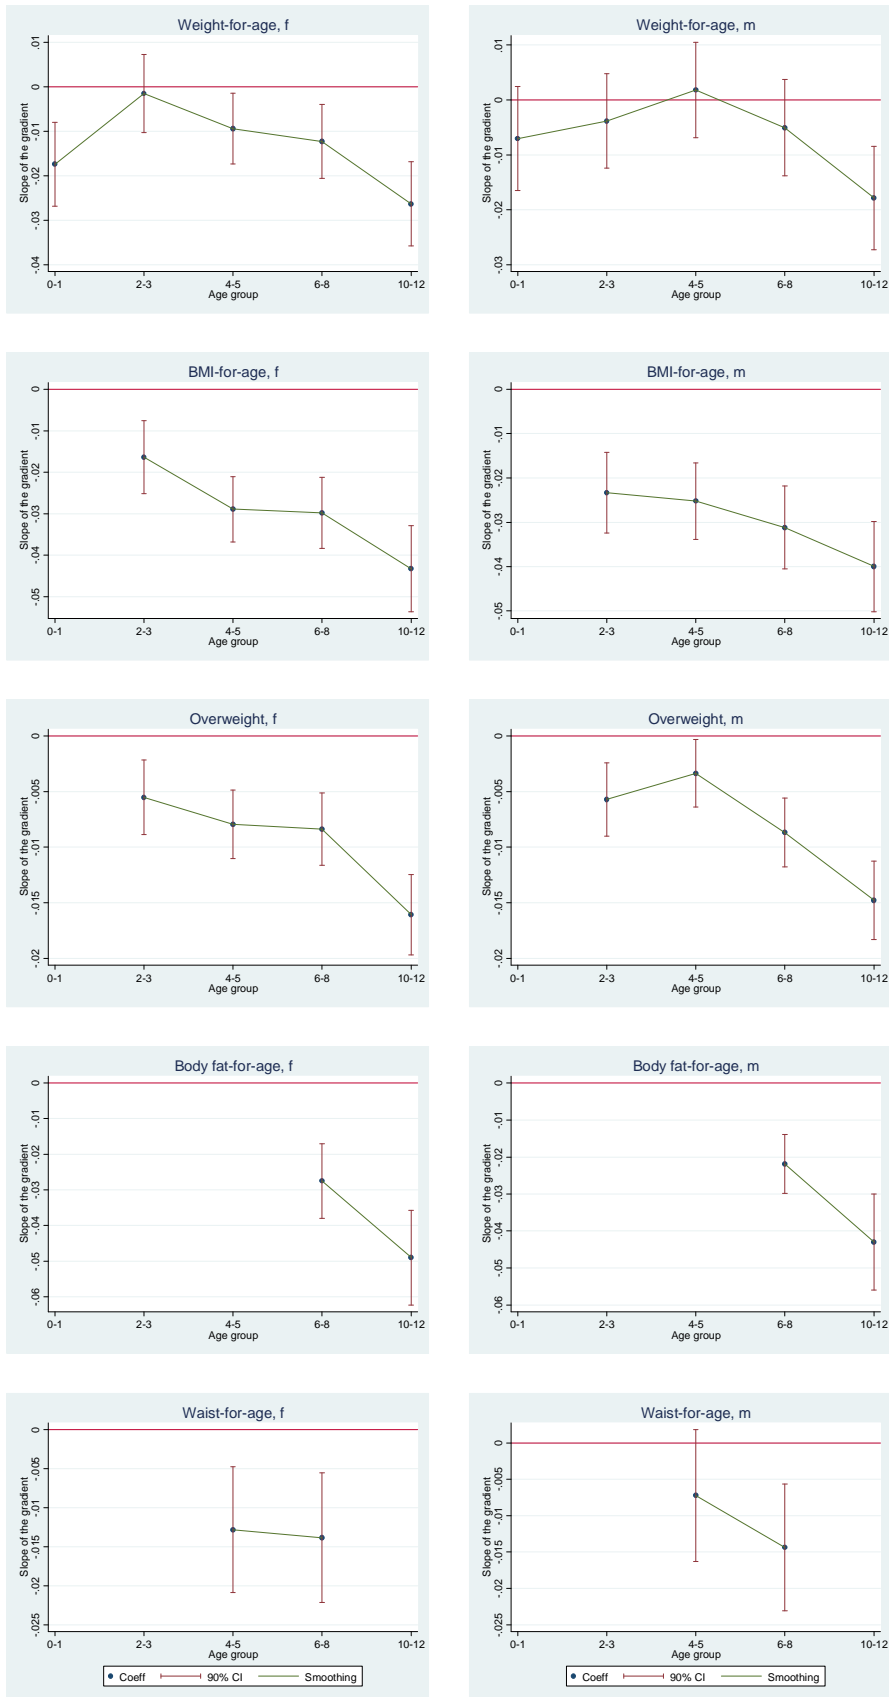 Weight-for-age, f
Slope of the gradient
.01
0
-.01
-.02
-.03
-.04
0-1 2-3 4-5 6-8 10-12
Age group
Weight-for-age, m
Slope of the gradient
.01
0
-.01
-.02
-.03
0-1 2-3 4-5 6-8 10-12
Age group
BMI-for-age, f
Slope of the gradient
0
-.01
-.02
-.03
-.04
-.05
0-1 2-3 4-5 6-8 10-12
Age group
BMI-for-age, m
Slope of the gradient
0
-.01
-.02
-.03
-.04
-.05
0-1 2-3 4-5 6-8 10-12
Age group
Overweight, f
Slope of the gradient
0
-.005
-.01
-.015
-.02
0-1 2-3 4-5 6-8 10-12
Age group
Overweight, m
Slope of the gradient
0
-.005
-.01
-.015
-.02
0-1 2-3 4-5 6-8 10-12
Age group
Body fat-for-age, f
Slope of the gradient
0
-.01
-.02
-.03
-.04
-.05
-.06
0-1 2-3 4-5 6-8 10-12
Age group
Body fat-for-age, m
Slope of the gradient
0
-.01
-.02
-.03
-.04
-.05
-.06
0-1 2-3 4-5 6-8 10-12
Age group
Waist-for-age, f
Slope of the gradient
0
-.005
-.01
-.015
-.02
-.025
0-1 2-3 4-5 6-8 10-12
Age group
Coeff 90% CI Smoothing
Waist-for-age, m
Slope of the gradient
0
-.005
-.01
-.015
-.02
-.025
0-1 2-3 4-5 6-8 10-12
Age group
Coeff 90% CI Smoothing